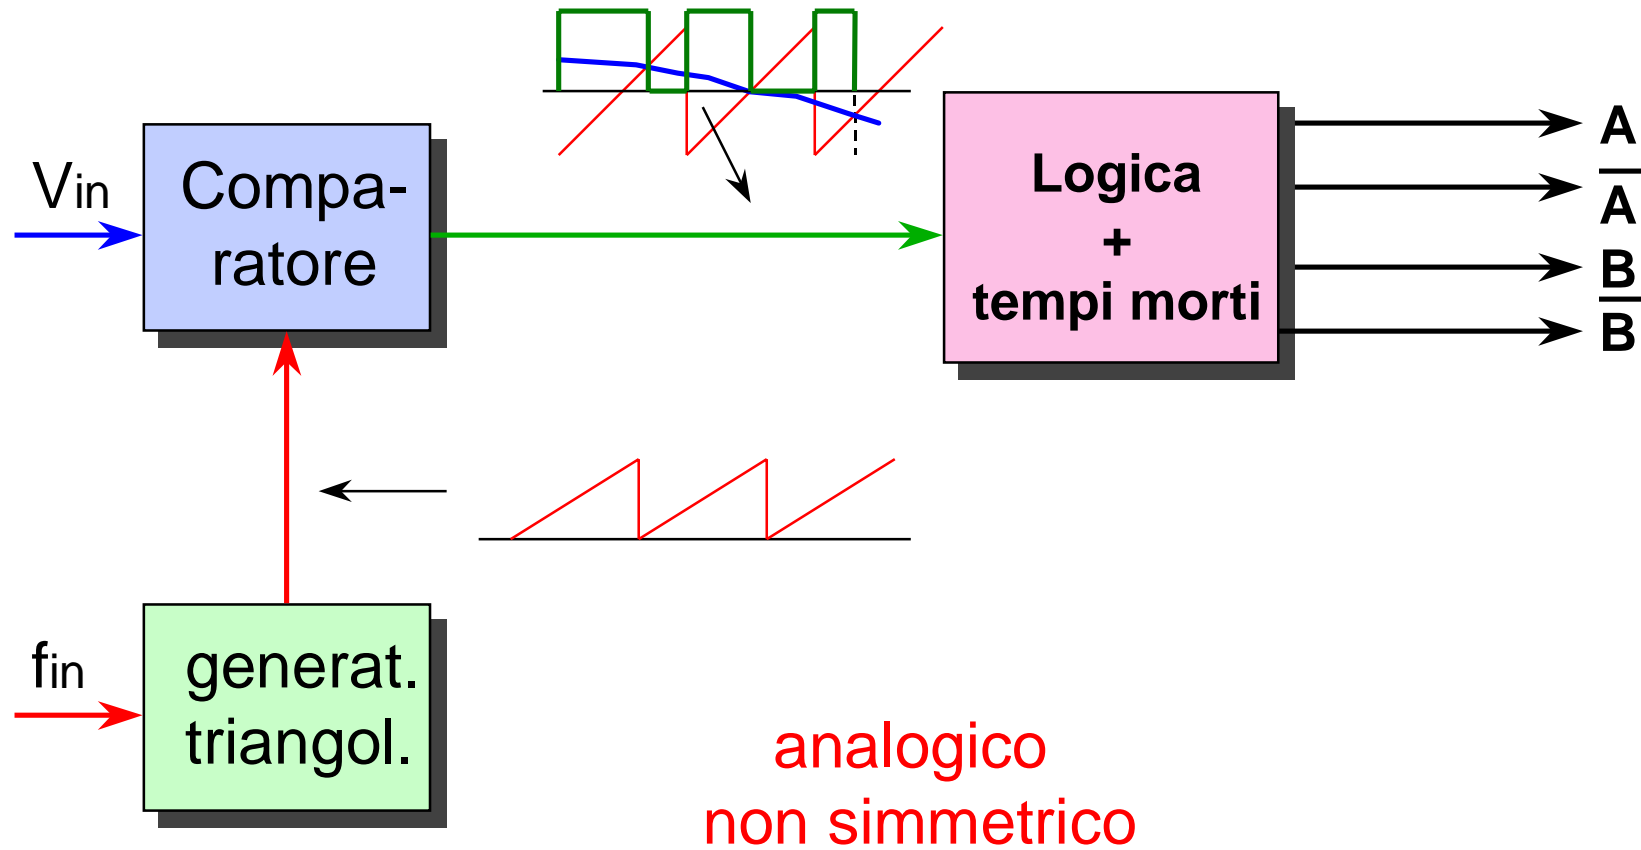 Vin
Compa-
ratore
Logica
+
tempi morti
A
A̅
B
B̅
fin
generat.
triangol.
analogico
non simmetrico